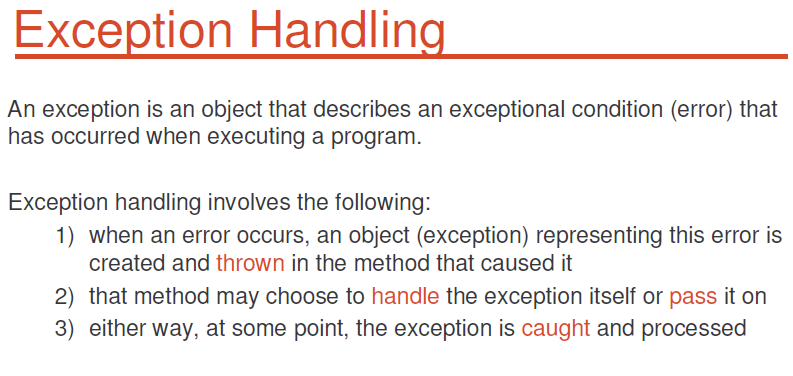 Exception Handling
An exception is an object that describes an exceptional condition (error) that
has occurred when executing a program.
Exception handling involves the following:
1) when an error occurs, an object (exception) representing this error is
created and thrown in the method that caused it
2) that method may choose to handle the exception itself or pass it on
3) either way, at some point, the exception is caught and processed